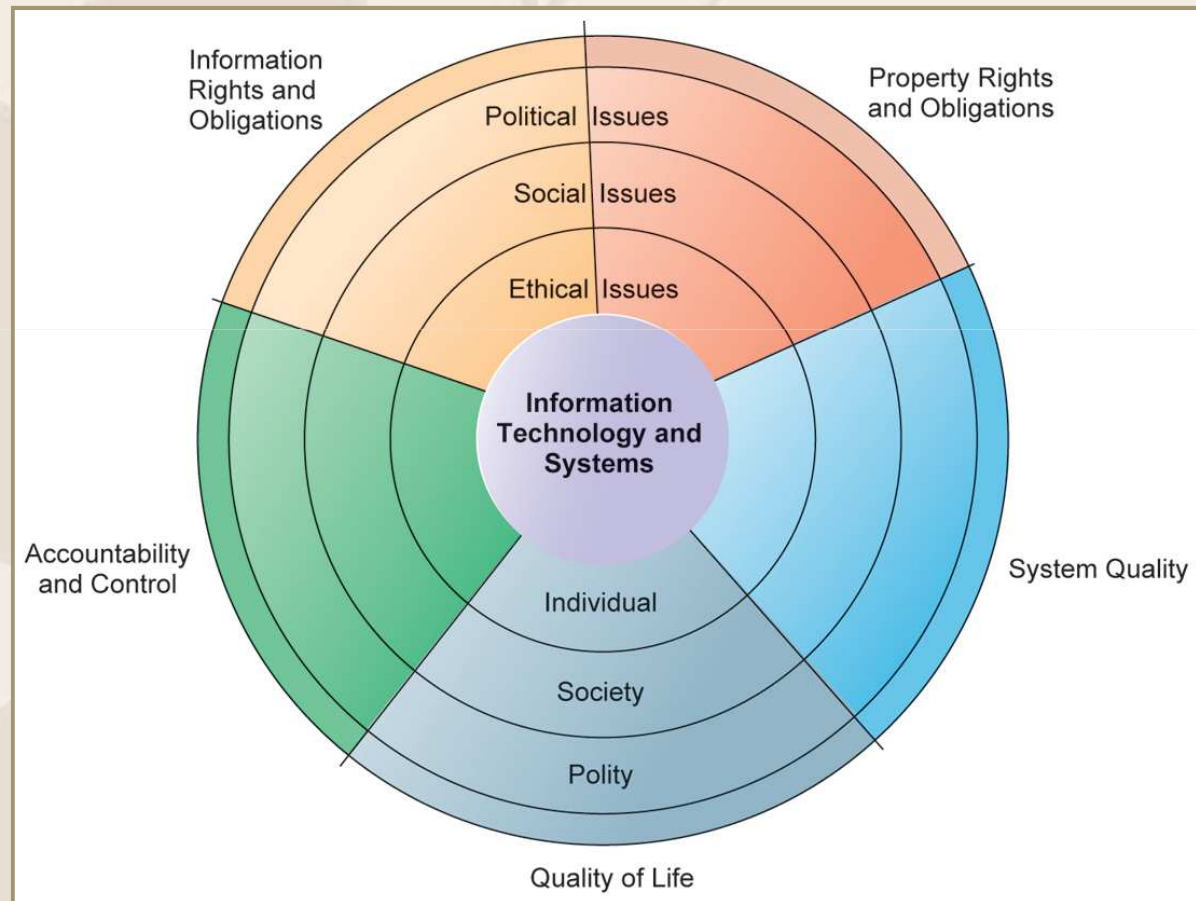 Information
Rights and
Obligations
Property Rights
and Obligations
Political Issues
Social Issues
Ethical Issues
Information
Technology and
Systems
Accountability
and Control
System Quality
Individual
Society
Polity
Quality of Life